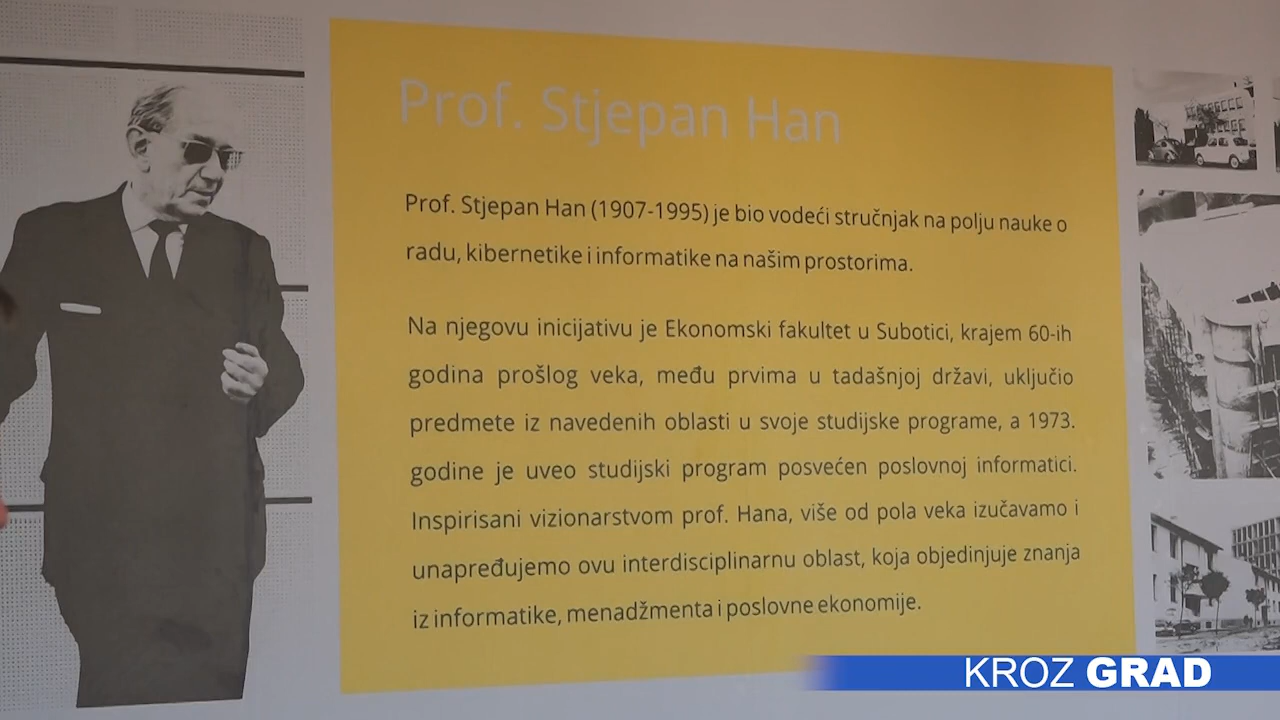 Prof. Stjepan Han
Prof. Stjepan Han (1907-1995) je bio vodeći stručnjak na polju nauke o
radu, kibernetike i informatike na našim prostorima.
Na njegovu inicijativu je Ekonomski fakultet u Subotici, krajem 60-ih
godina prošlog veka, među prvima u tadašnjoj državi, uključio
predmete iz navedenih oblasti u svoje studijske programe, a 1973.
godine je uveo studijski program posvećen poslovnoj informatici.
Inspirisani vizionarstvom prof. Hana, više od pola veka izučavamo i
unapređujemo ovu interdisciplinarnu oblast, koja objedinjuje znanja
iz informatike, menadžmenta i poslovne ekonomije.
KROZ GRAD